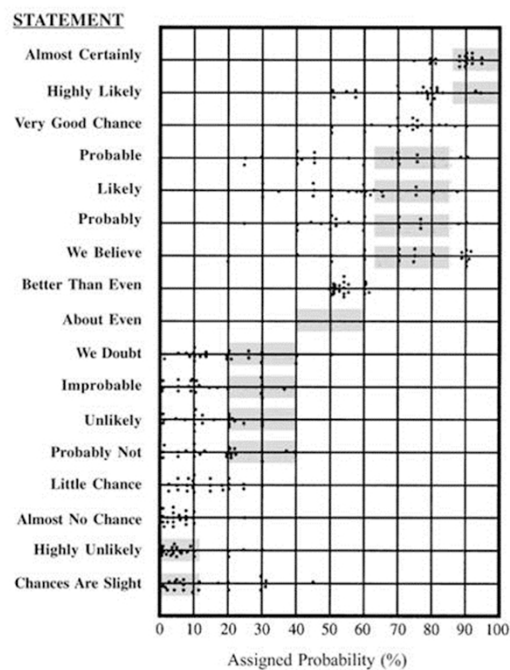 STATEMENT
Almost Certainly
Highly Likely
Very Good Chance
Probable
Likely
Probably
We Believe
Better Than Even
About Even
We Doubt
Improbable
Unlikely
Probably Not
Little Chance
Almost No Chance
Highly Unlikely
Chances Are Slight
0 10 20 30 40 50 60 70 80 90 100
Assigned Probability (%)